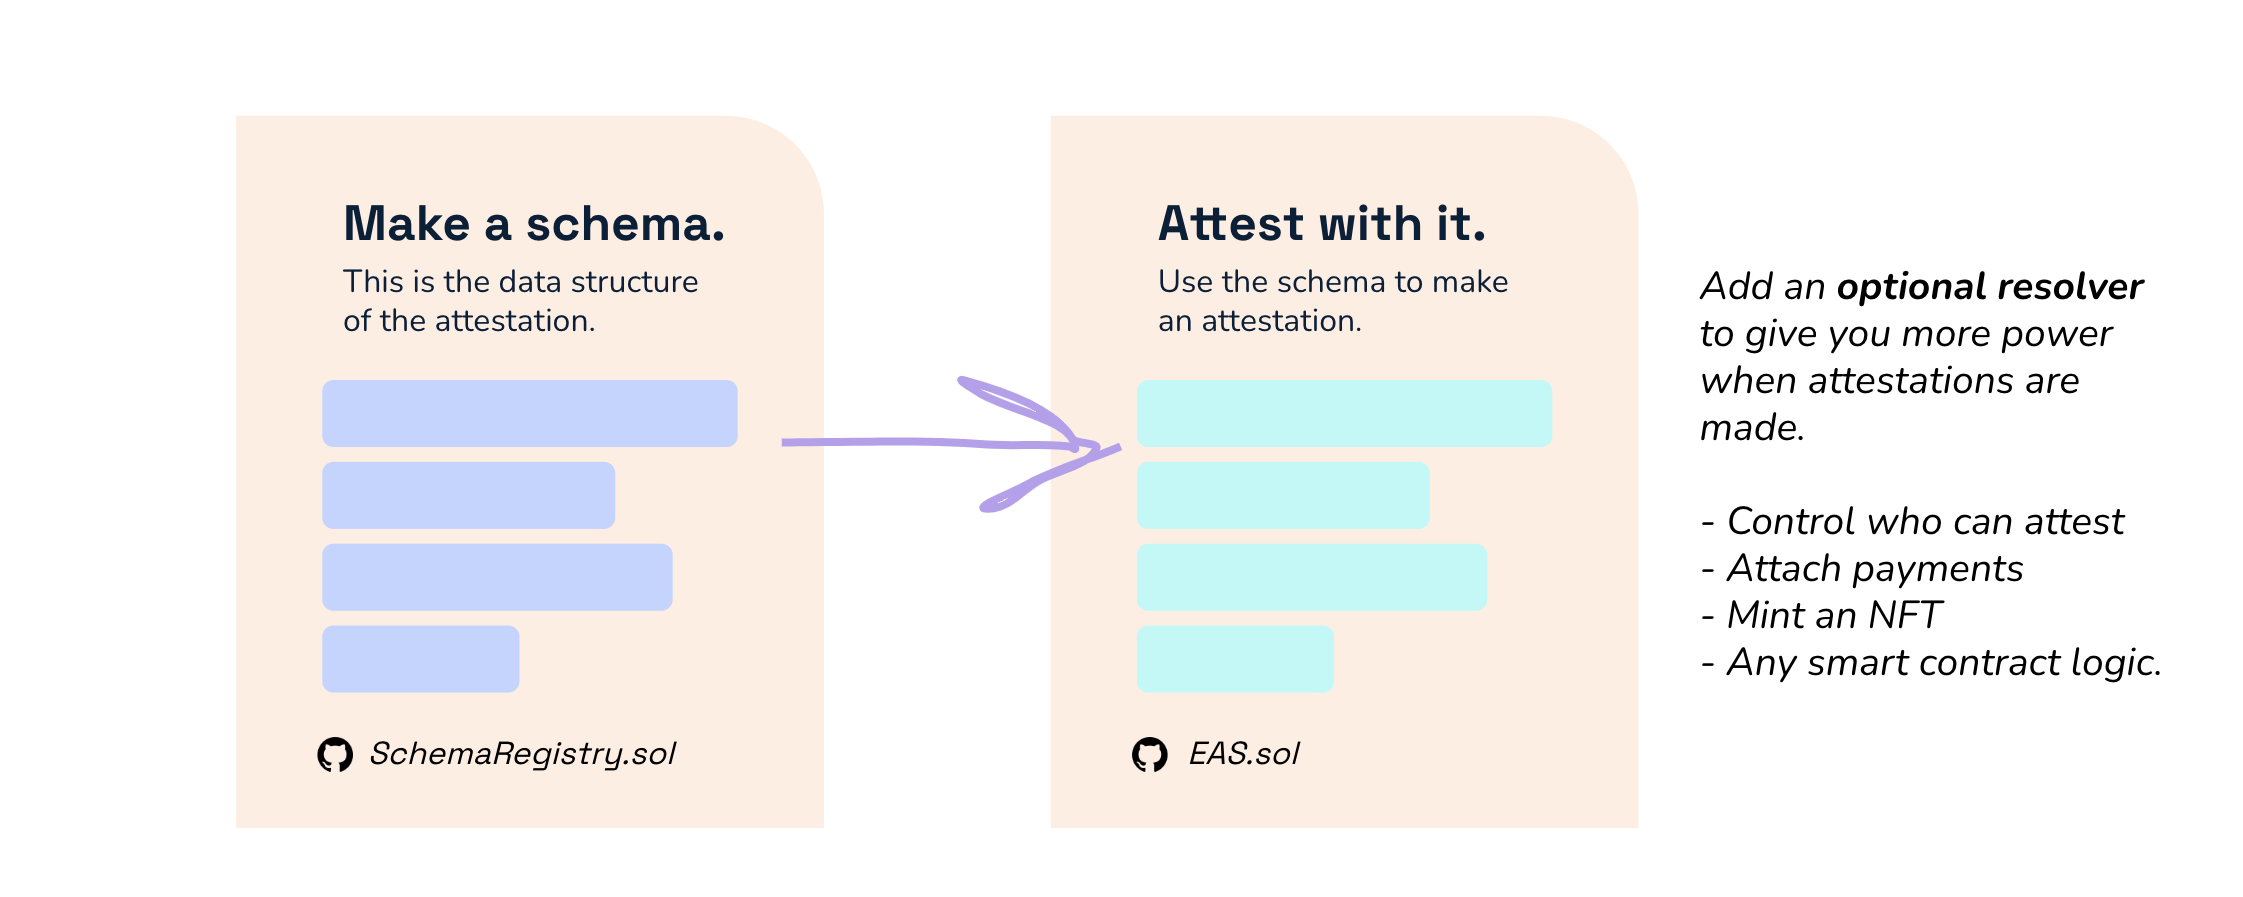 Make a schema.
This is the data structure
of the attestation.
SchemaRegistry.sol
Attest with it.
Use the schema to make
an attestation.
EAS.sol
Add an optional resolver
to give you more power
when attestations are
made.
- Control who can attest
- Attach payments
- Mint an NFT
- Any smart contract logic.